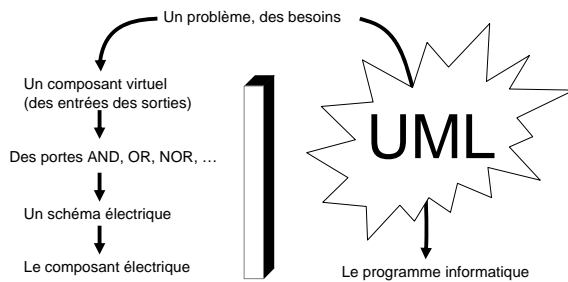 Un problème, des besoins
Un composant virtuel
(des entrées des sorties)
Des portes AND, OR, NOR, …
Un schéma électrique
Le composant électrique
UML
Le programme informatique